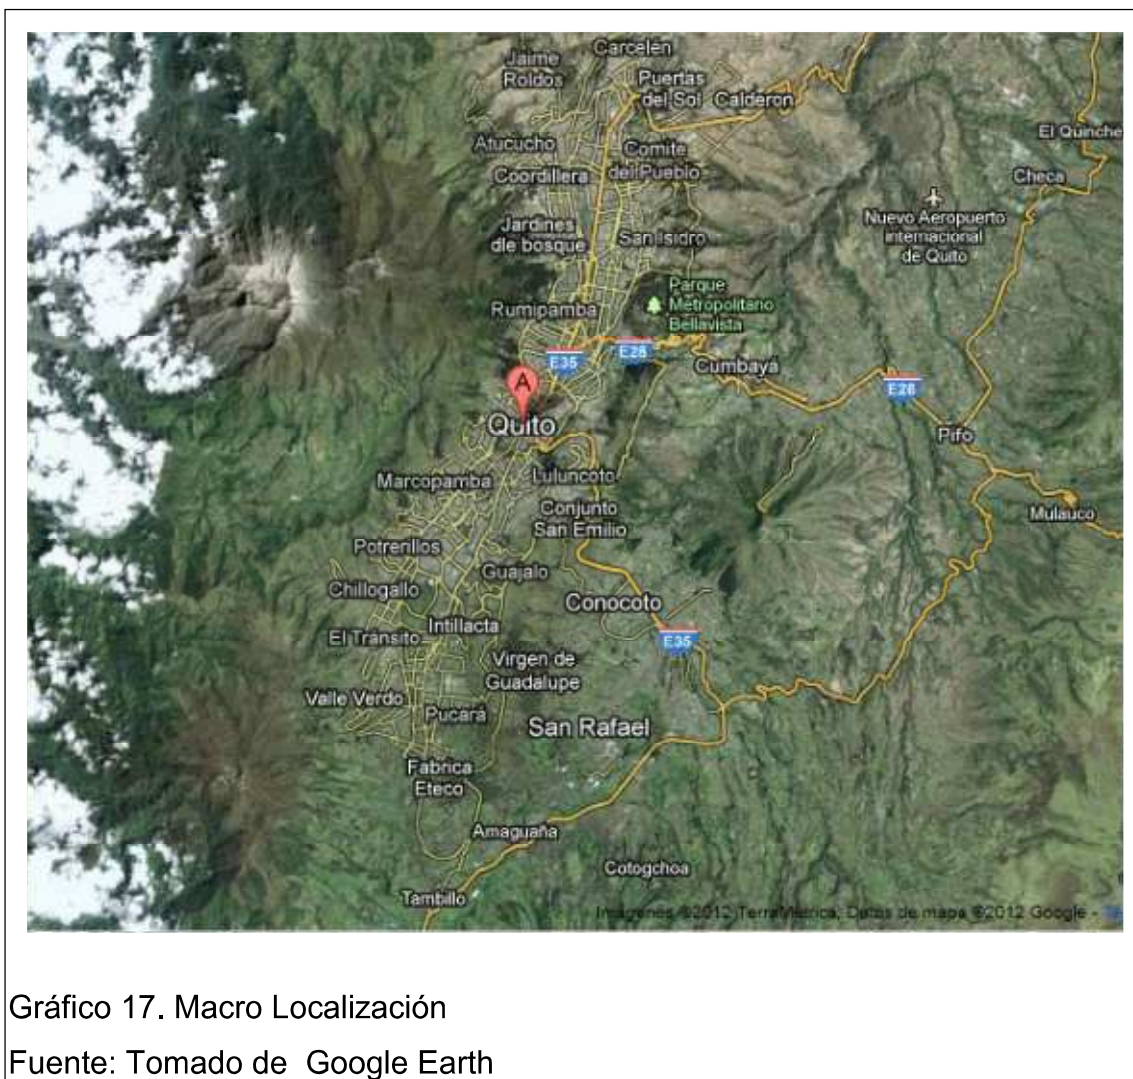 Carcelén
Jaime
Roldos
Puertas
del Sol
Calderon
El Quinche
Atucucho
Comite
del Pueblo
Coordillera
Checa
Nuevo Aeropuerto
internacional
de Quito
Jardines
dle bosque
San Isidro
Parque
Metropolitano
Bellavista
Rumipamba
E35
E28
Cumbayá
E28
A
Quito
Pifo
Marcopamba
Luluncoto
Conjunto
San Emilio
Mulauco
Potrerillos
Guajalo
Chillogallo
Conocoto
Intillacta
El Tránsito
E35
Virgen de
Guadalupe
Valle Verdo
Pucará
San Rafael
Fabrica
Eteco
Amaguaña
Cotogchoa
Tambillo
Imágenes ©2012 TerraMetrics, Datos de mapa ©2012 Google -
Gráfico 17. Macro Localización
Fuente: Tomado de Google Earth